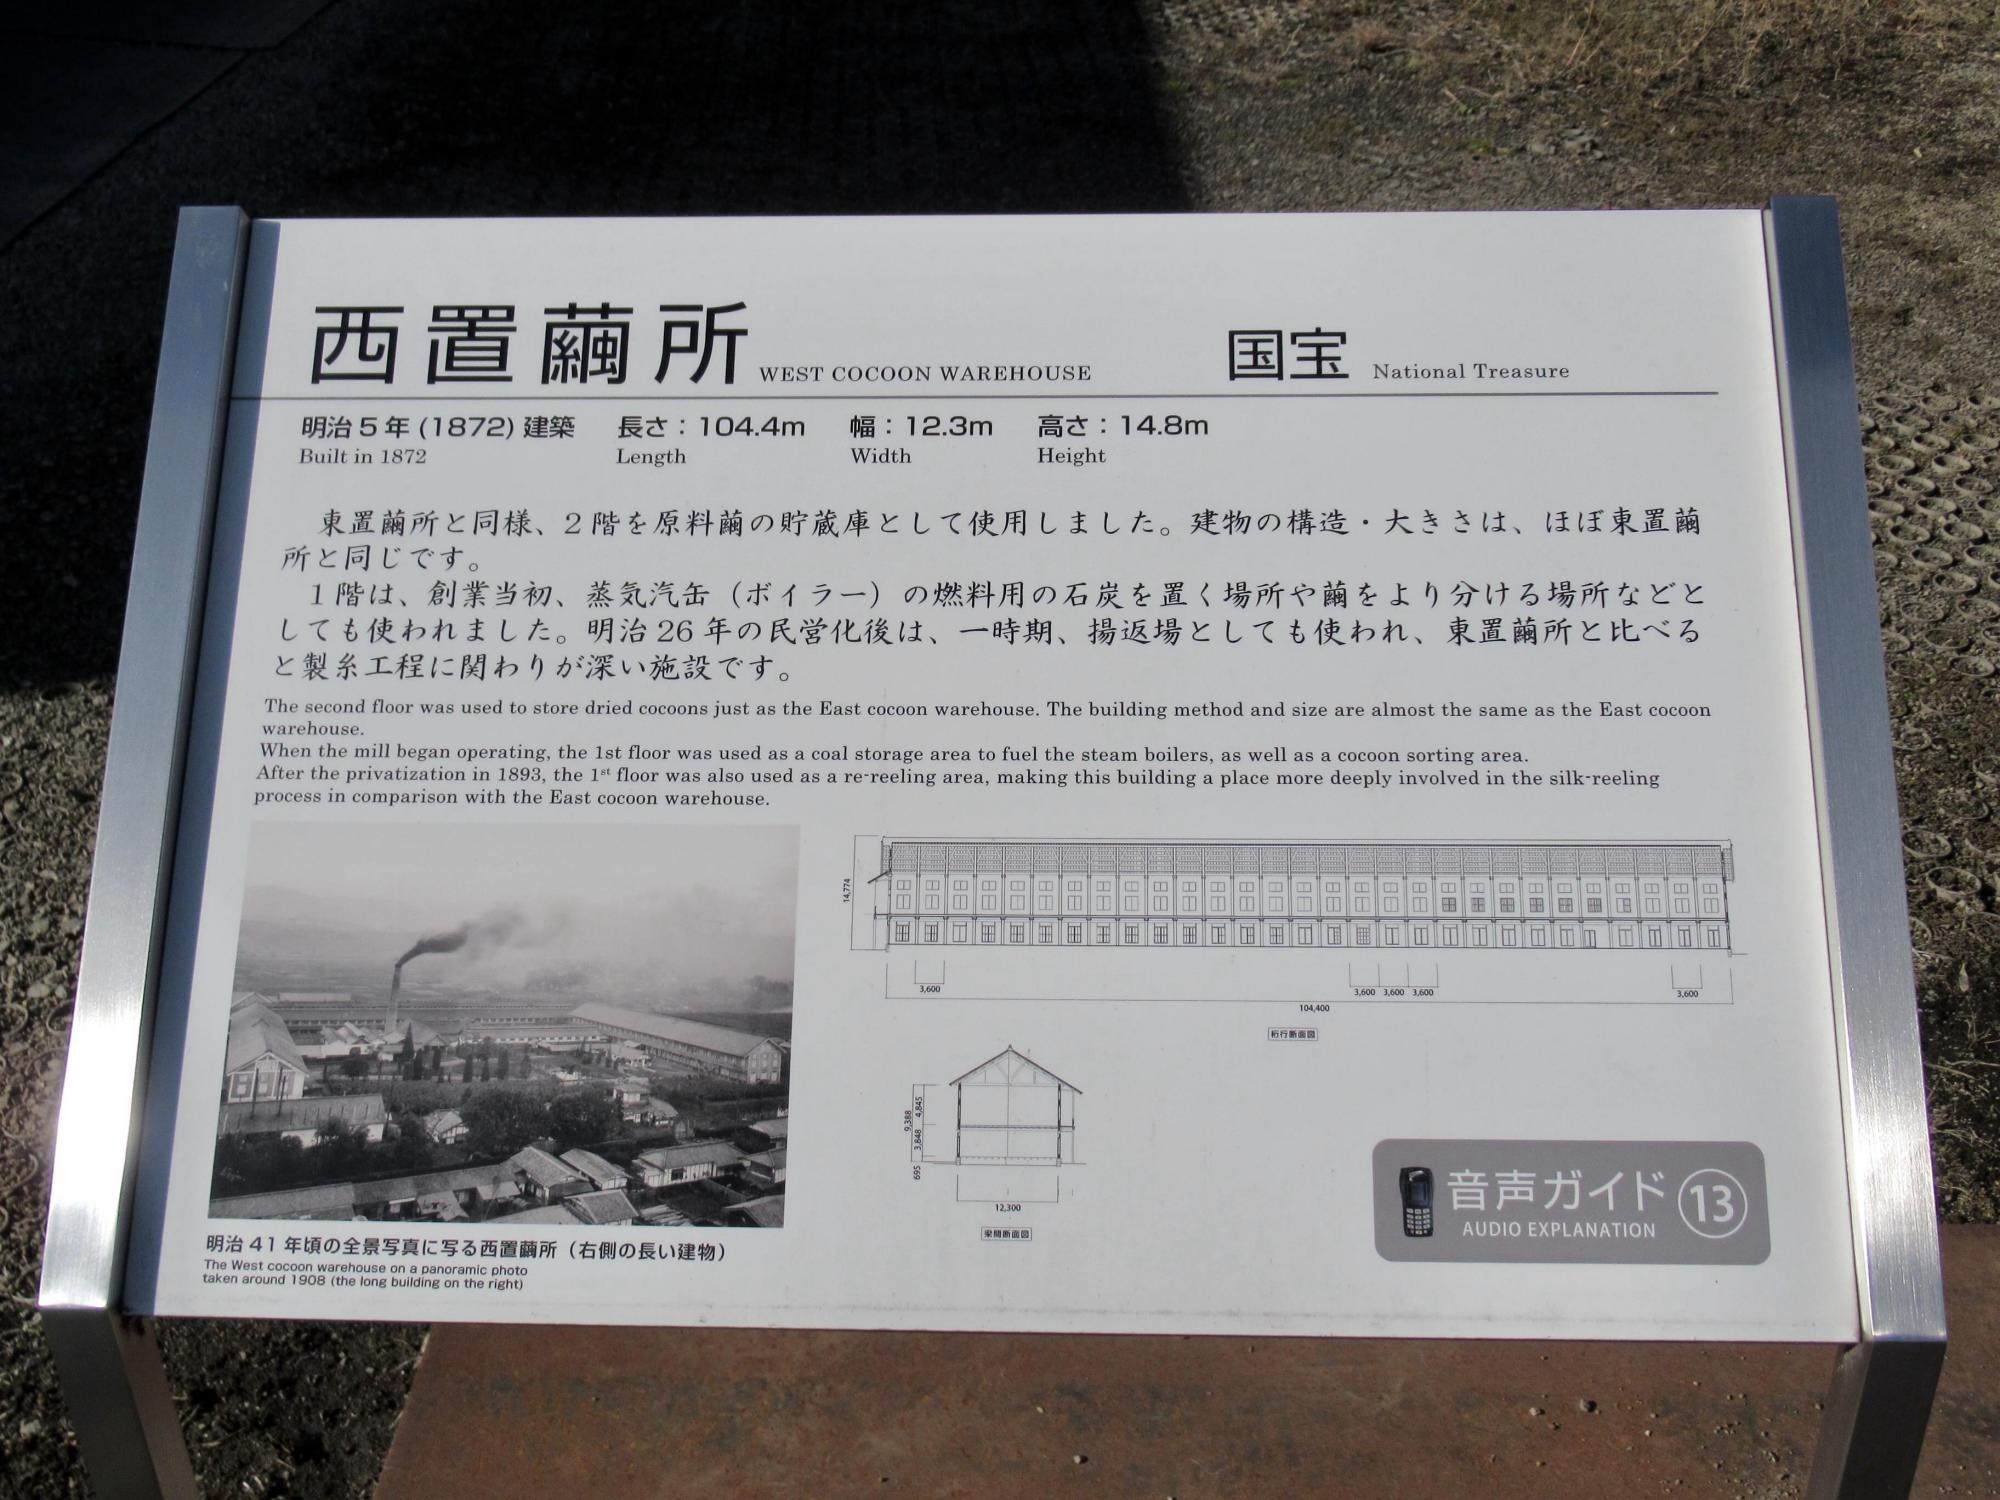 西置繭所 WEST COCOON WAREHOUSE 国宝 National Treasure
明治5年(1872)建築 長さ：104.4m 幅：12.3m 高さ：14.8m
Built in 1872 Length Width Height
東置繭所と同様、2階を原料繭の貯蔵庫として使用しました。建物の構造・大きさは、ほぼ東置繭
所と同じです。
1階は、創業当初、蒸気汽缶（ボイラー）の燃料用の石炭を置く場所や繭をより分ける場所などと
しても使われました。明治26年の民営化後は、一時期、揚返場としても使われ、東置繭所と比べる
と製糸工程に関わりが深い施設です。
The second floor was used to store dried cocoons just as the East cocoon warehouse. The building method and size are almost the same as the East cocoon
warehouse.
When the mill began operating, the 1st floor was used as a coal storage area to fuel the steam boilers, as well as a cocoon sorting area.
After the privatization in 1893, the 1st floor was also used as a re-reeling area, making this building a place more deeply involved in the silk-reeling
process in comparison with the East cocoon warehouse.
14,774
3,600 3,600 3,600 3,600 3,600
104,400
桁行断面図
9,388
4,845
3,848
695
12,300
梁間断面図
明治41年頃の全景写真に写る西置繭所（右側の長い建物）
The West cocoon warehouse on a panoramic photo
taken around 1908 (the long building on the right)
音声ガイド 13
AUDIO EXPLANATION